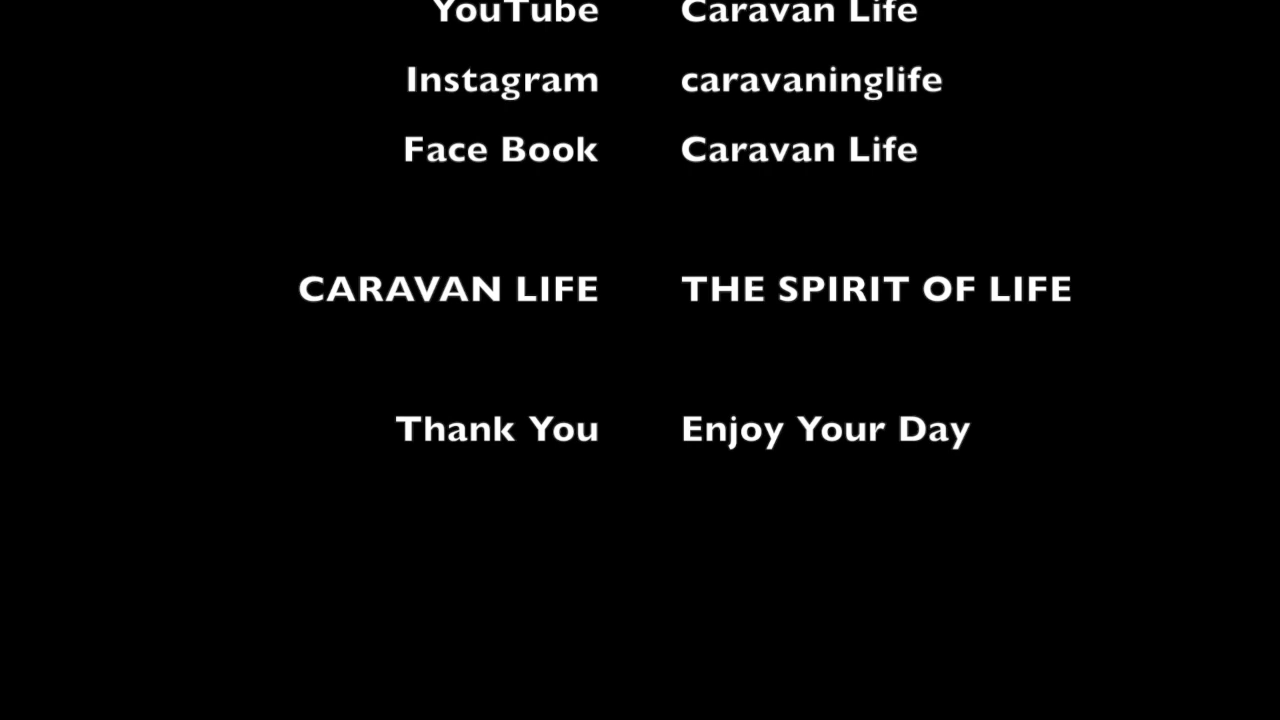 YouTube Caravan Life
Instagram caravaninglife
Face Book Caravan Life
CARAVAN LIFE THE SPIRIT OF LIFE
Thank You Enjoy Your Day